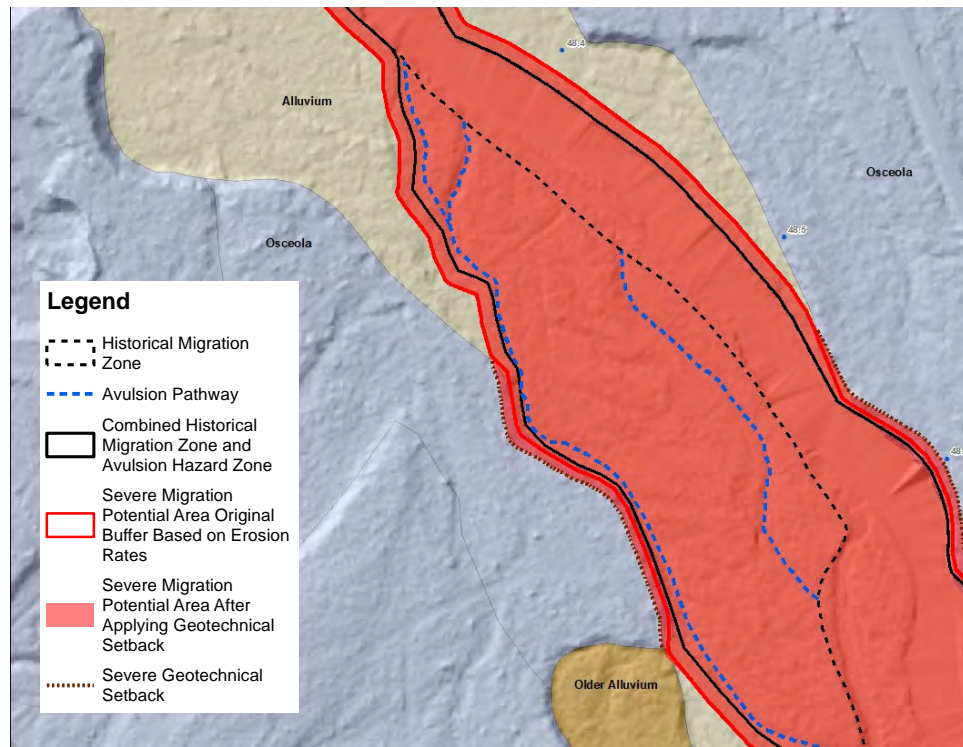 48.4
Alluvium
Osceola
48.5
Osceola
Legend
Historical Migration
Zone
Avulsion Pathway
Combined Historical
Migration Zone and
Avulsion Hazard Zone
Severe Migration
Potential Area Original
Buffer Based on Erosion
Rates
Severe Migration
Potential Area After
Applying Geotechnical
Setback
Severe Geotechnical
Setback
Older Alluvium